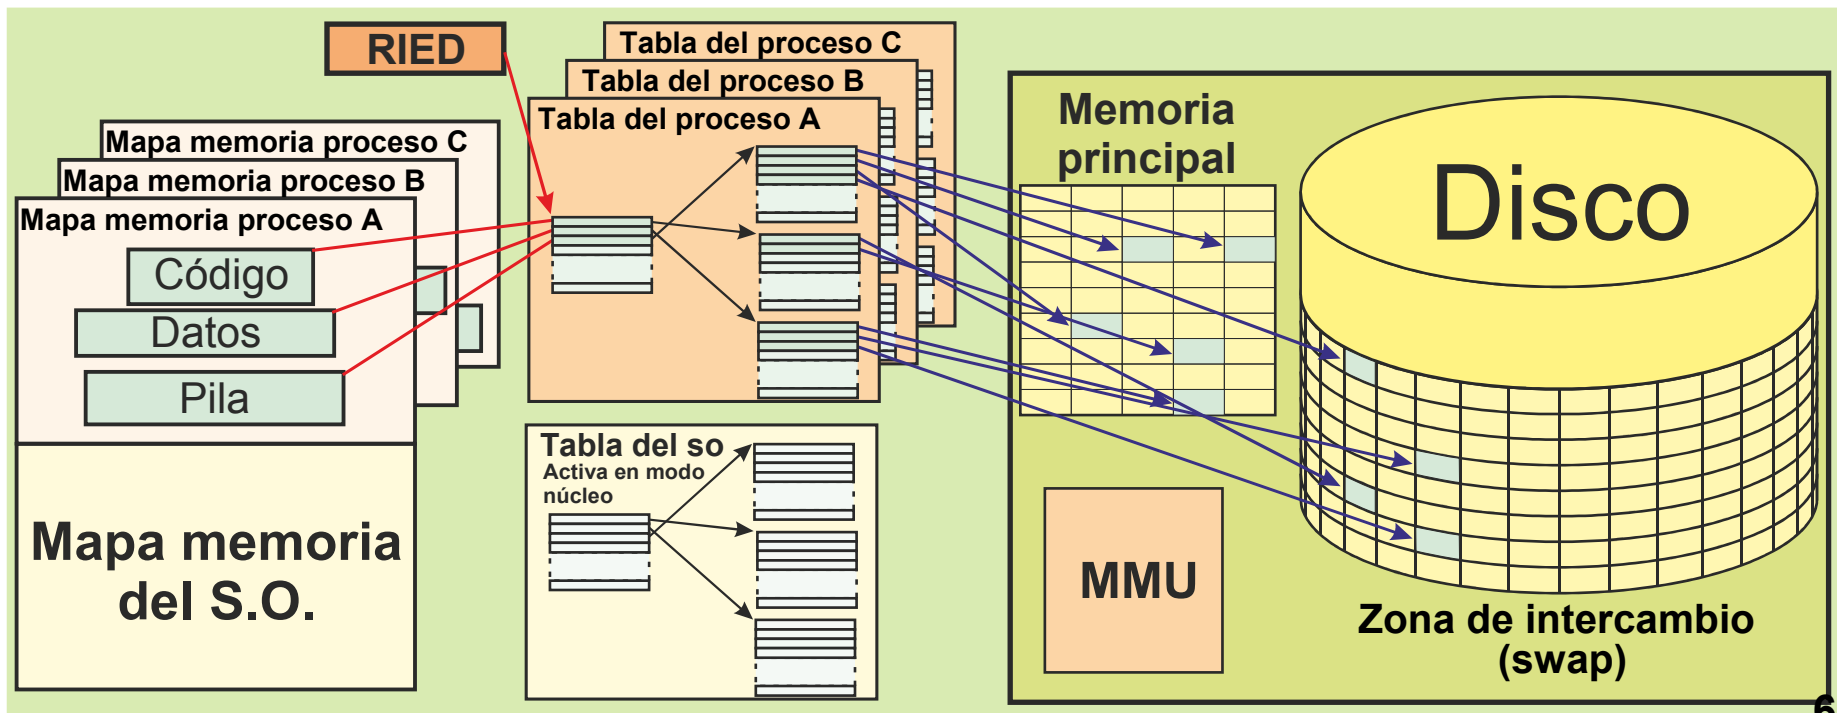 RIED
Tabla del proceso C
Tabla del proceso B
Tabla del proceso A
Mapa memoria proceso C
Mapa memoria proceso B
Mapa memoria proceso A
Código
Datos
Pila
Mapa memoria
del S.O.
Tabla del so
Activa en modo
núcleo
Memoria
principal
Disco
MMU
Zona de intercambio
(swap)
6